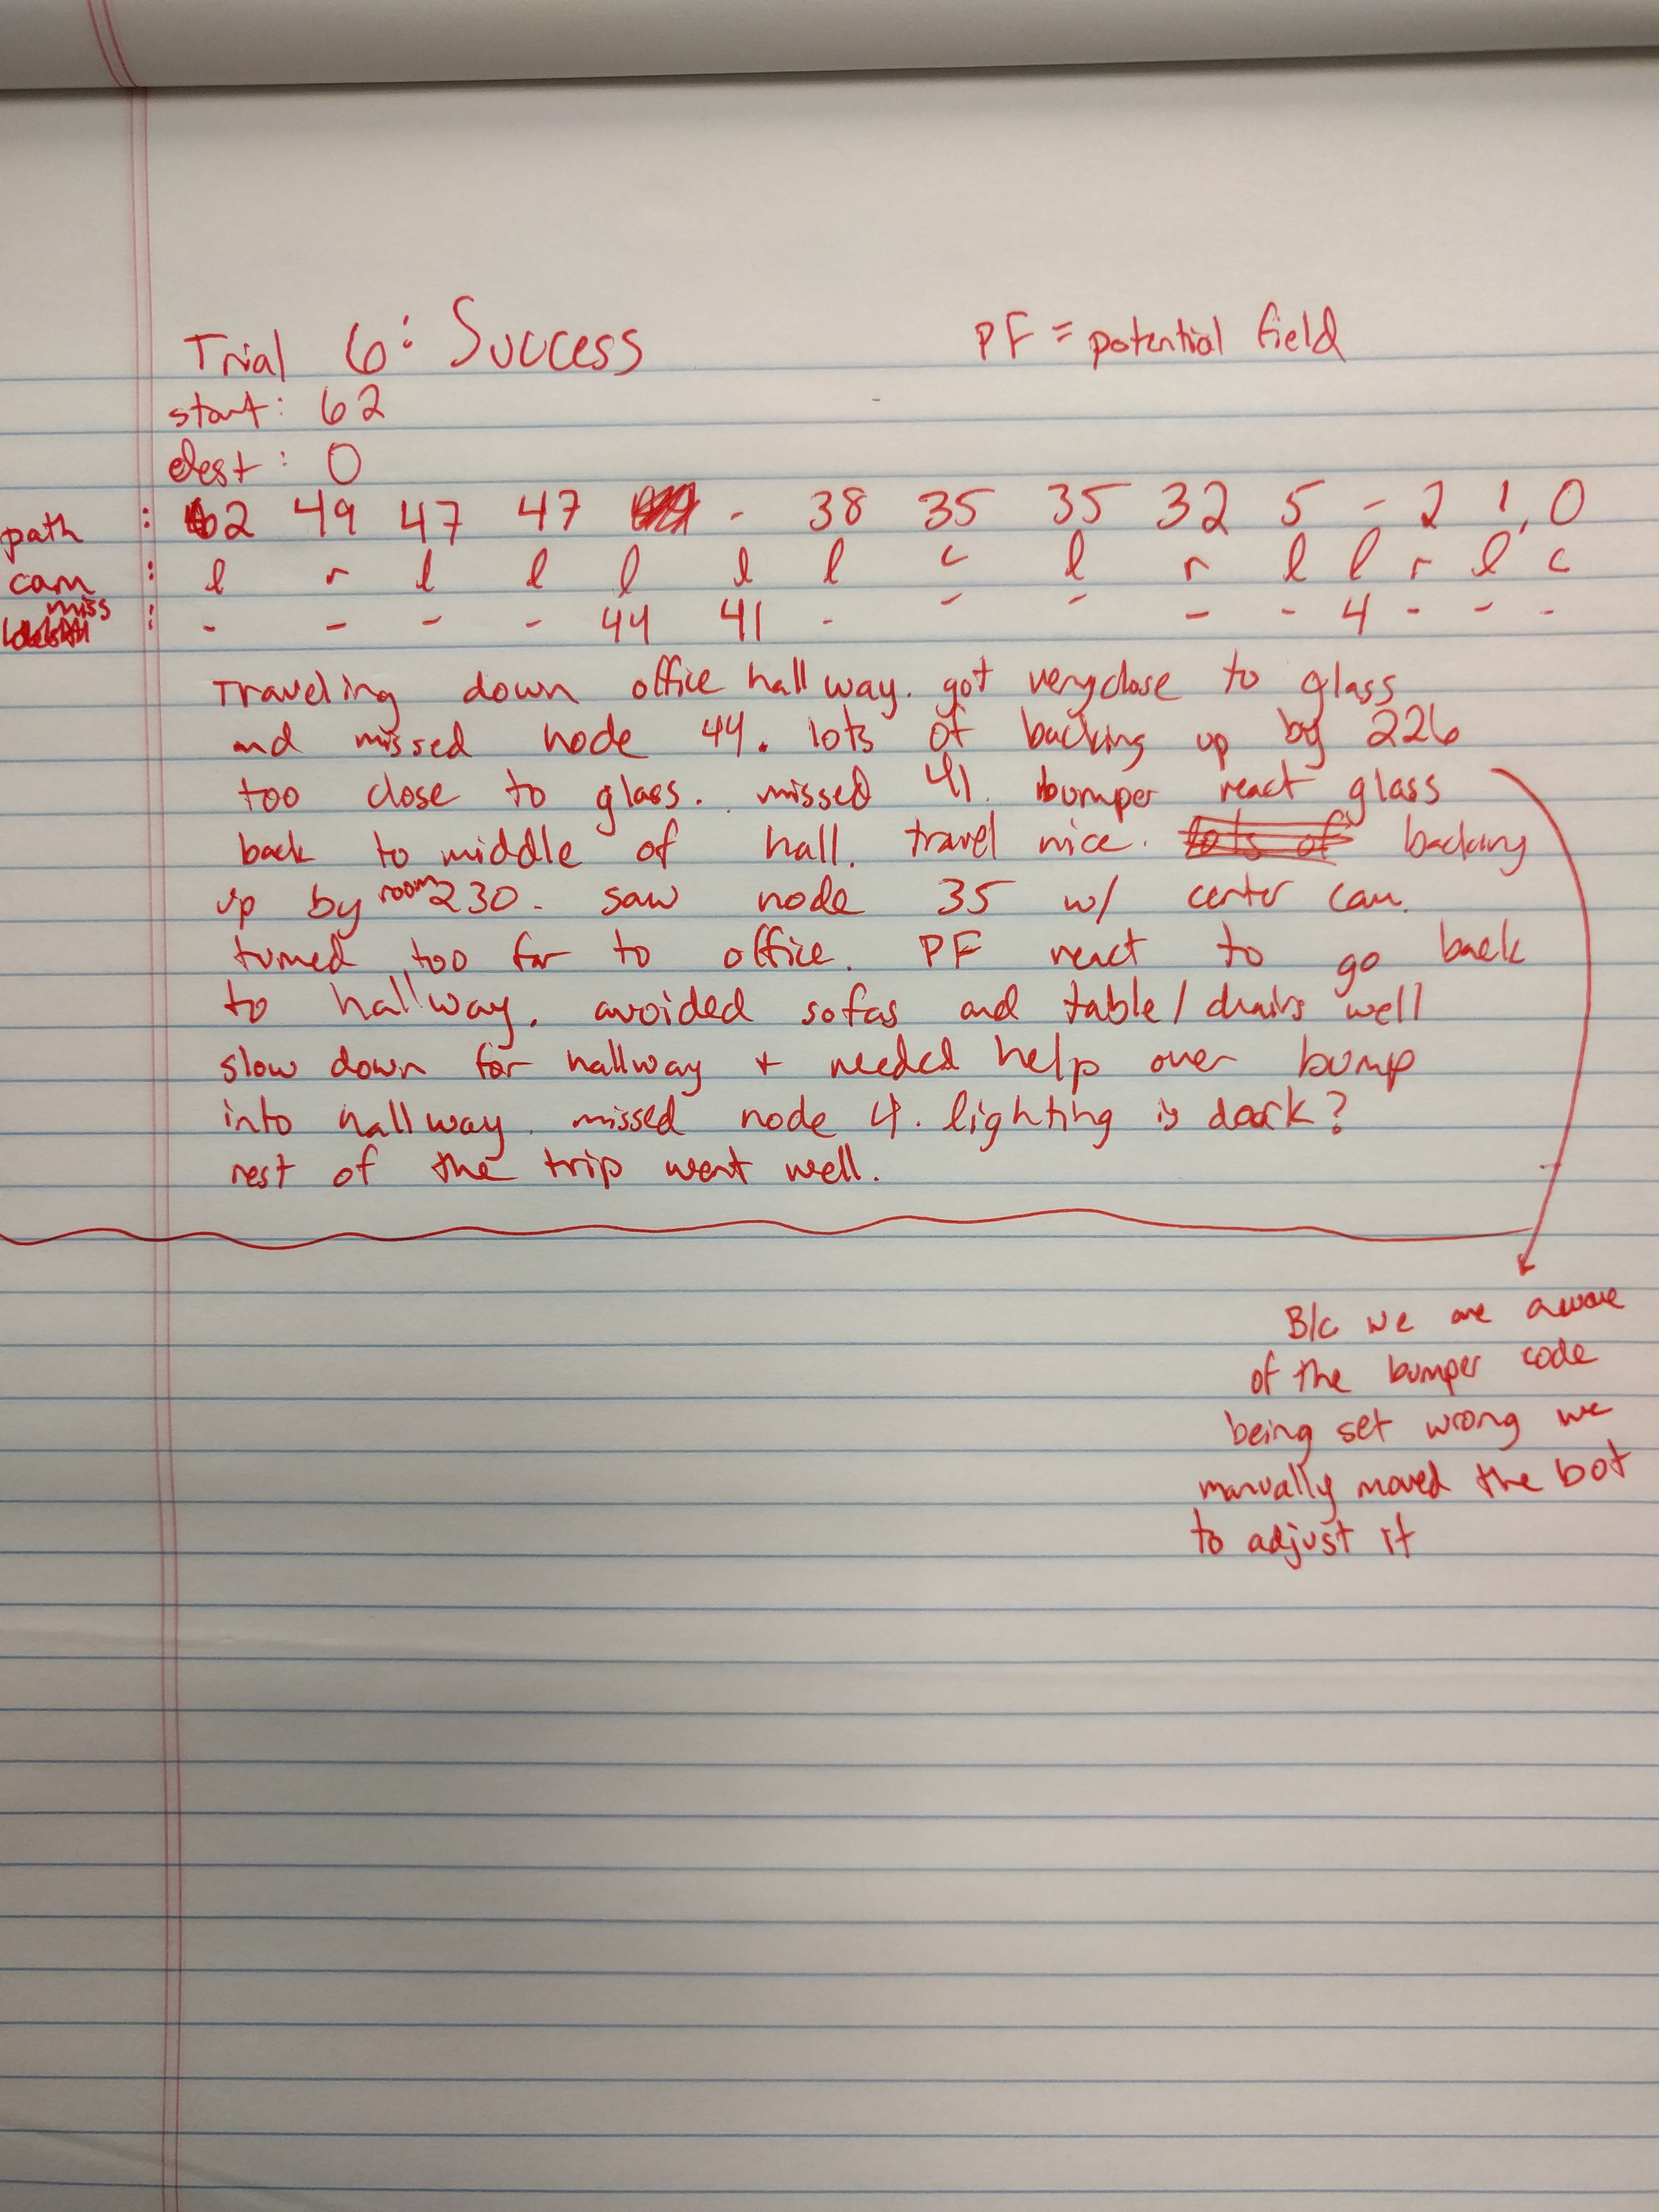 Trial 6: Success
PF = potential field
start: 62
dest: 0
path : 62 49 47 47 - 38 35 35 32 5 - 2 1, 0
cam : l r l l l l l c l r l l r l c
miss : - - - - 44 41 - - - - - 4 - - -
Traveling down office hallway. got very close to glass
and missed node 44. lots of backing up by 226
too close to glass. missed 41. bumper react glass
back to middle of hall. travel nice. lots of backing
up by room 230. saw node 35 w/ center cam.
turned too far to office. PF react to go back
to hallway. avoided sofas and table/chairs well
slow down for hallway + needed help over bump
into hallway. missed node 4. lighting is dark?
rest of the trip went well.
B/c we are aware
of the bumper code
being set wrong we
manually moved the bot
to adjust it